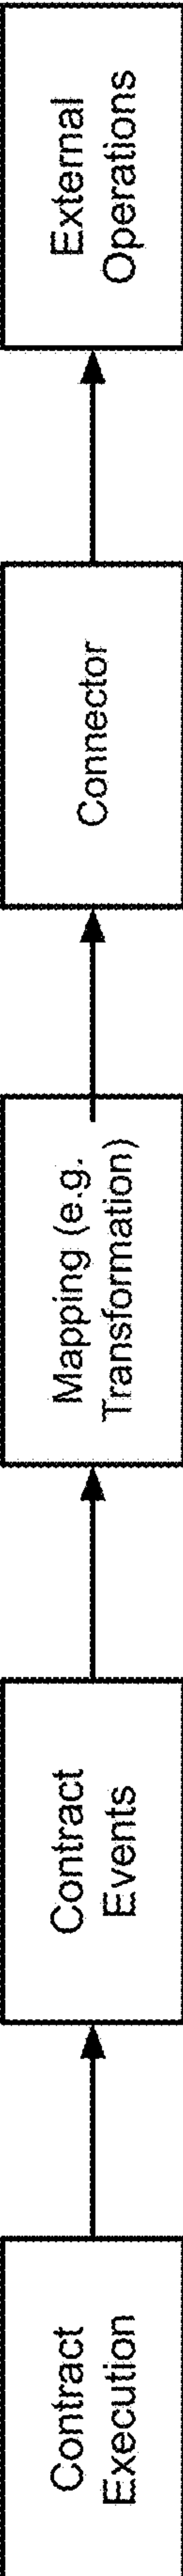 Contract
Execution
Contract
Events
Mapping (e.g.
Transformation)
Connector
External
Operations